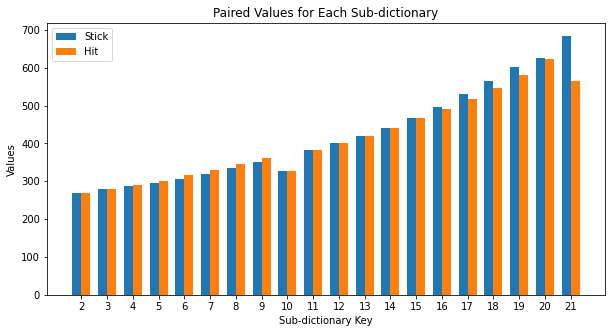 Paired Values for Each Sub-dictionary
Stick
Hit
Values
700
600
500
400
300
200
100
0
2 3 4 5 6 7 8 9 10 11 12 13 14 15 16 17 18 19 20 21
Sub-dictionary Key